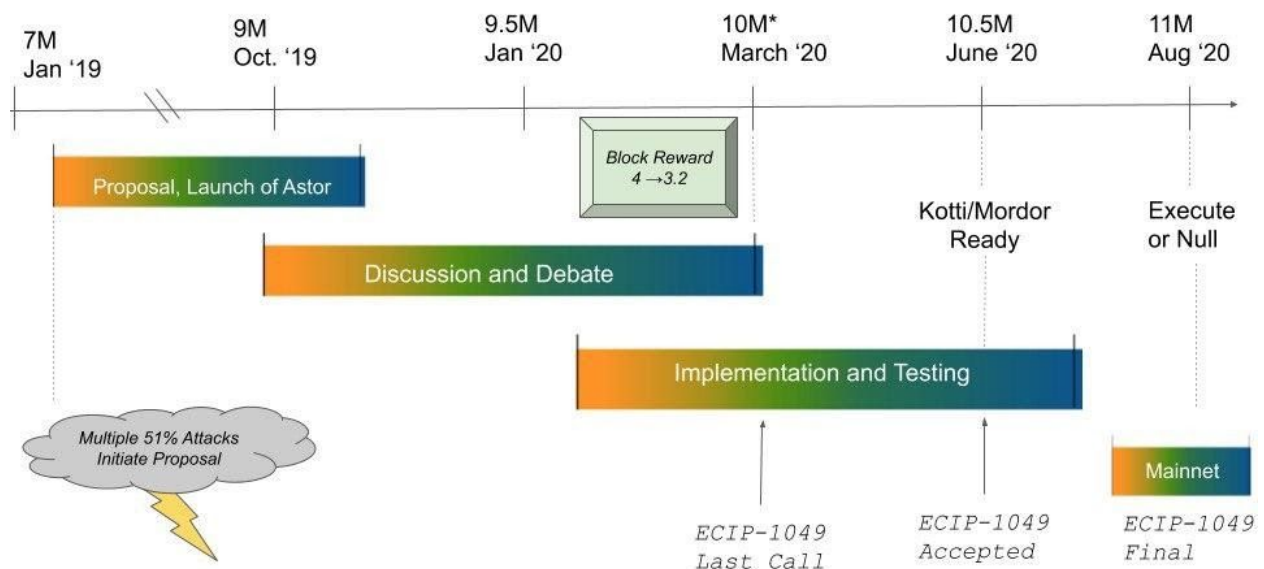 7M
Jan ‘19
9M
Oct. ‘19
9.5M
Jan ‘20
10M*
March ‘20
10.5M
June ‘20
11M
Aug ‘20
Proposal, Launch of Astor
Block Reward
4 →3.2
Discussion and Debate
Kotti/Mordor
Ready
Execute
or Null
Implementation and Testing
Multiple 51% Attacks
Initiate Proposal
Mainnet
ECIP-1049
Last Call
ECIP-1049
Accepted
ECIP-1049
Final